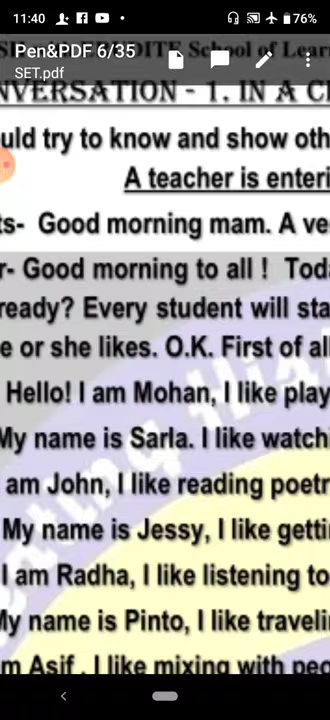 11:40
76%
Pen&PDF 6/35
SET.pdf
School of Lear
NVERSATION - 1. IN A C
uld try to know and show oth
A teacher is enteri
ts- Good morning mam. A ve
r- Good morning to all ! Toda
ready? Every student will sta
e or she likes. O.K. First of all
Hello! I am Mohan, I like play
My name is Sarla. I like watchi
am John, I like reading poetr
My name is Jessy, I like gettin
I am Radha, I like listening to
My name is Pinto, I like travelin
m Asif , I like mixing with peo